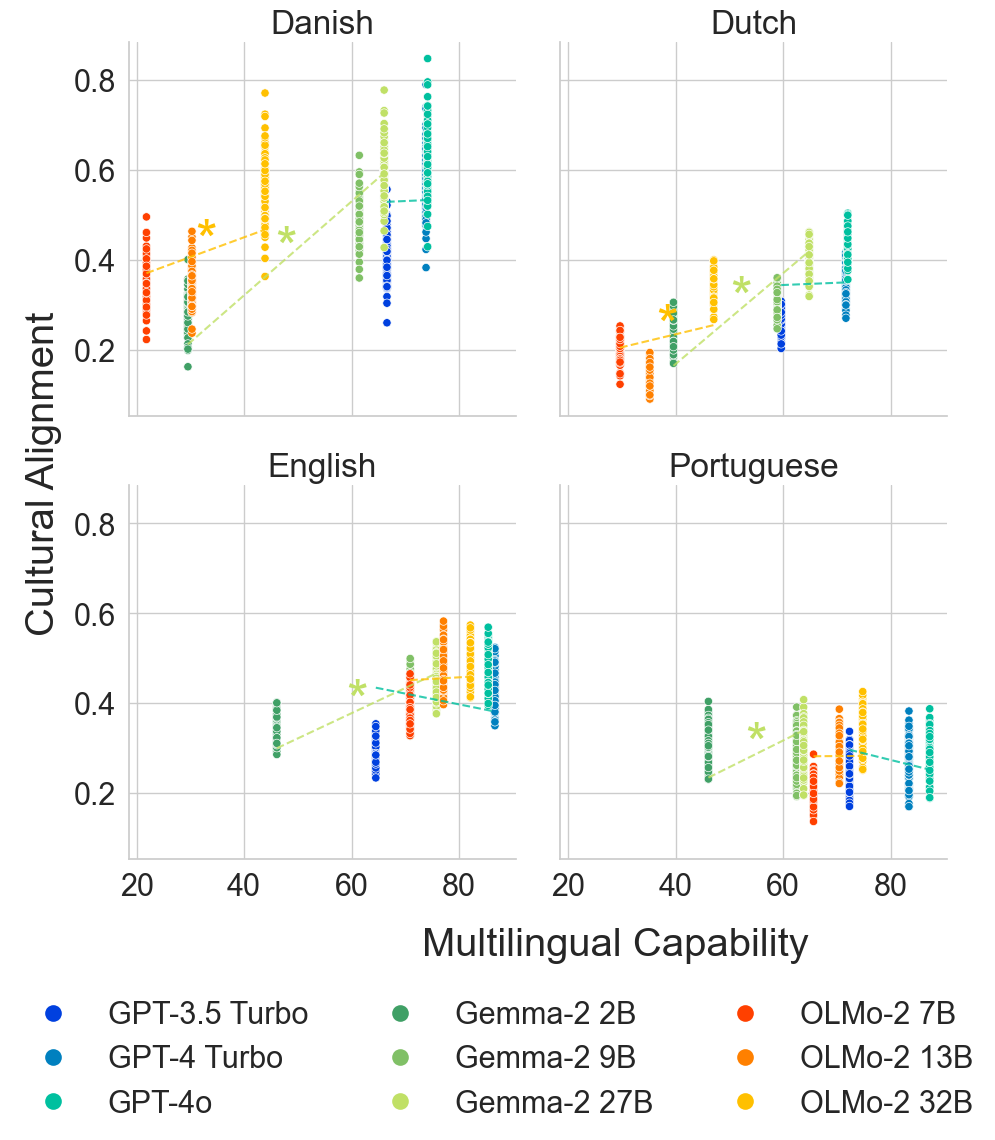 Danish
Dutch
0.8
0.6
0.4
0.2
English
Portuguese
0.8
0.6
0.4
0.2
Cultural Alignment
20 40 60 80
20 40 60 80
Multilingual Capability
GPT-3.5 Turbo
GPT-4 Turbo
GPT-4o
Gemma-2 2B
Gemma-2 9B
Gemma-2 27B
OLMo-2 7B
OLMo-2 13B
OLMo-2 32B